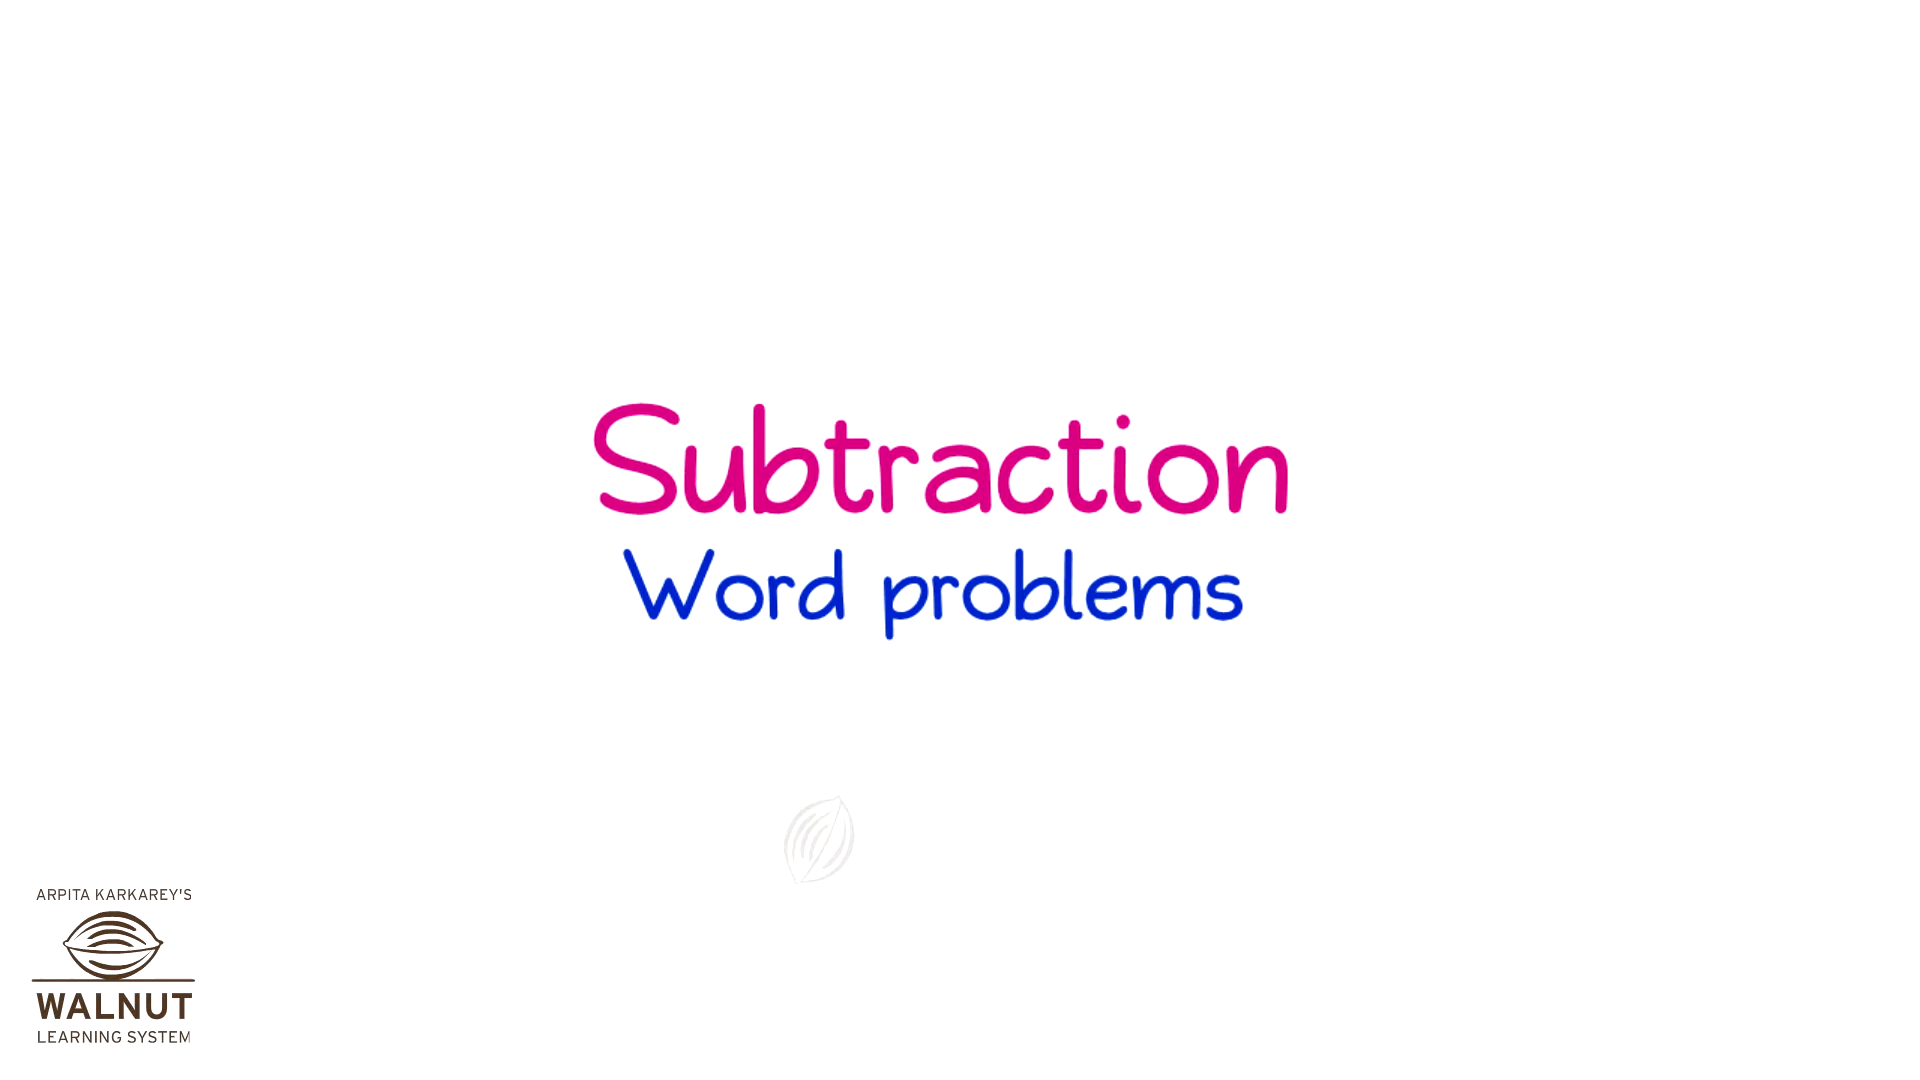 Subtraction
Word problems
ARPITA KARKAREY'S
WALNUT
LEARNING SYSTEM